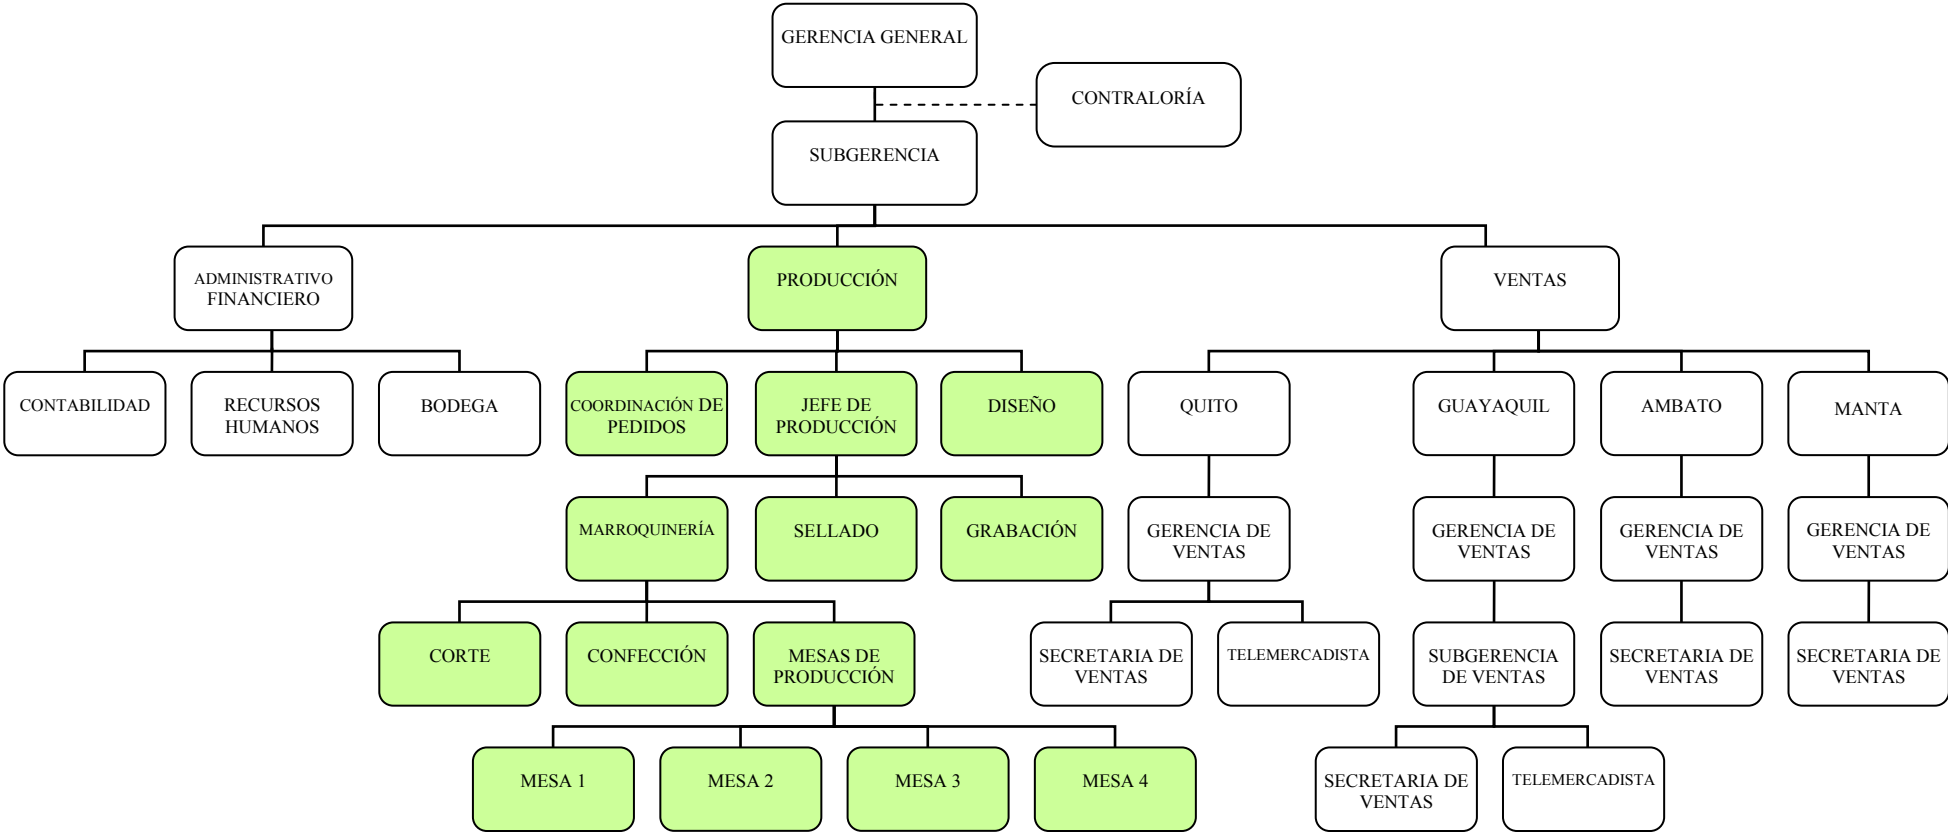 GERENCIA GENERAL
CONTRALORÍA
SUBGERENCIA
ADMINISTRATIVO
FINANCIERO
PRODUCCIÓN
VENTAS
CONTABILIDAD
RECURSOS
HUMANOS
BODEGA
COORDINACIÓN DE
PEDIDOS
JEFE DE
PRODUCCIÓN
DISEÑO
QUITO
GUAYAQUIL
AMBATO
MANTA
MARROQUINERÍA
SELLADO
GRABACIÓN
GERENCIA DE
VENTAS
GERENCIA DE
VENTAS
GERENCIA DE
VENTAS
GERENCIA DE
VENTAS
CORTE
CONFECCIÓN
MESAS DE
PRODUCCIÓN
SECRETARIA DE
VENTAS
TELEMERCADISTA
SUBGERENCIA
DE VENTAS
SECRETARIA DE
VENTAS
SECRETARIA DE
VENTAS
MESA 1
MESA 2
MESA 3
MESA 4
SECRETARIA DE
VENTAS
TELEMERCADISTA